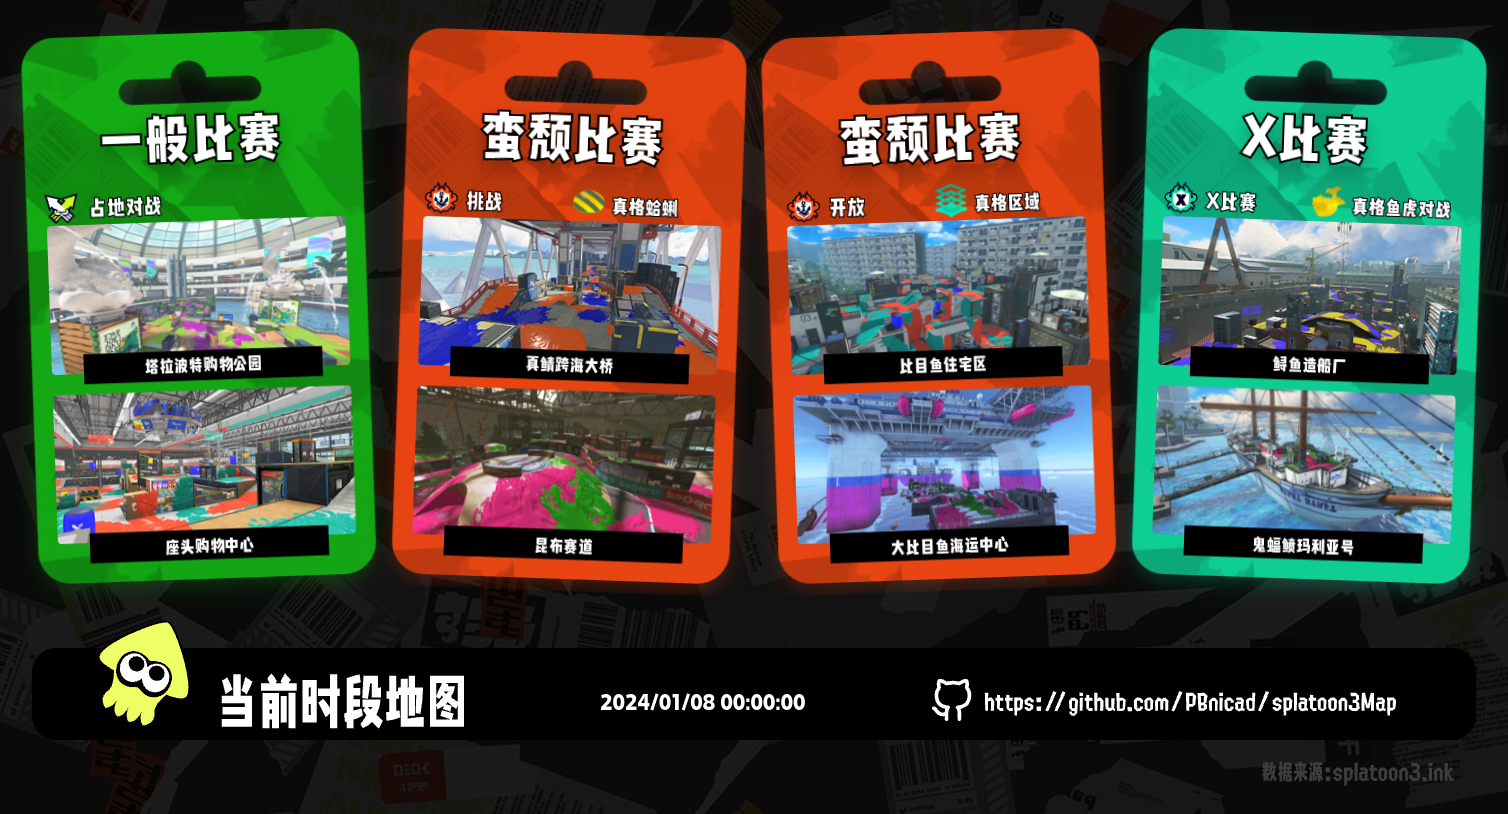 一般比赛
占地对战
塔拉波特购物公园
座头购物中心
蛮颓比赛
挑战
真格蛤蜊
真鲭跨海大桥
昆布赛道
蛮颓比赛
开放
真格区域
比目鱼住宅区
大比目鱼海运中心
X比赛
X比赛
真格鱼虎对战
鲟鱼造船厂
鬼蝠鲼玛利亚号
当前时段地图
2024/01/08 00:00:00
https://github.com/PBnicad/splatoon3Map
数据来源:splatoon3.ink